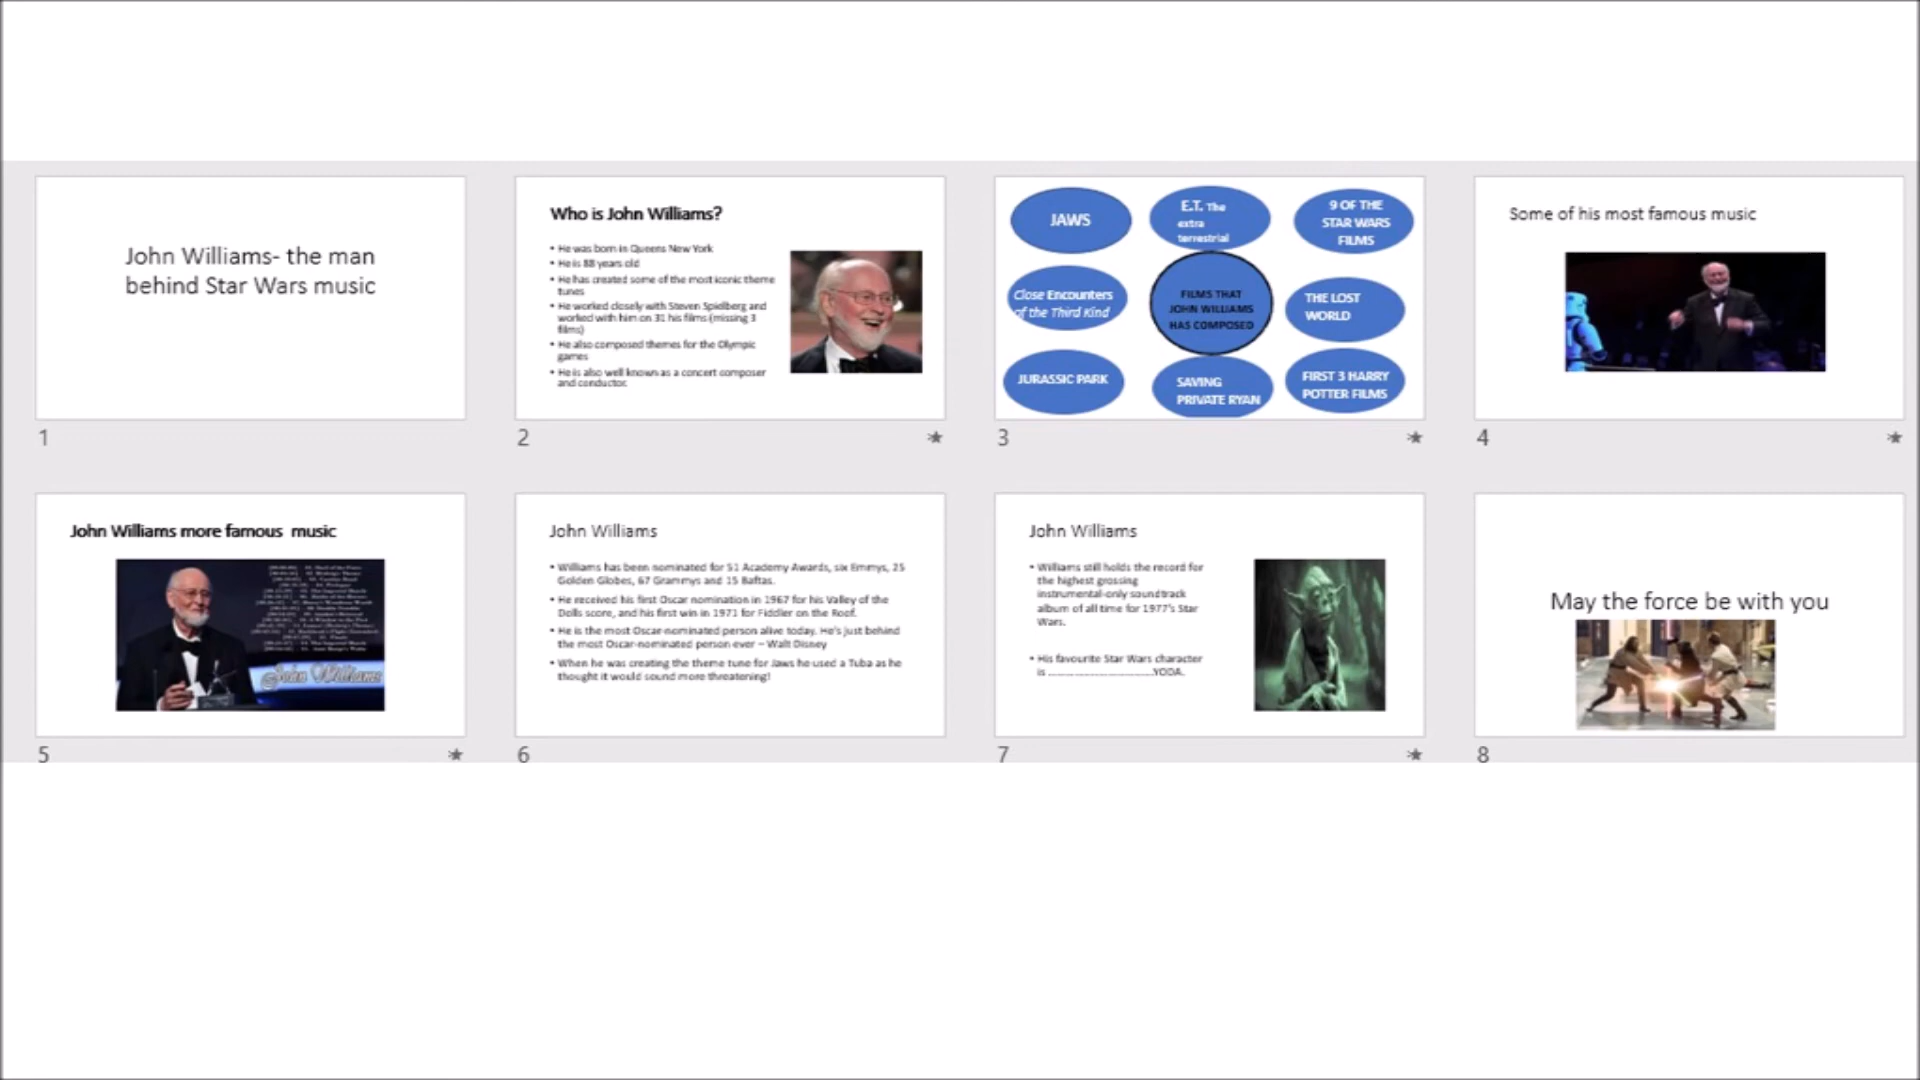 John Williams- the man
behind Star Wars music
1
Who is John Williams?
• He was born in Queens New York
• He is 88 years old
• He has created some of the most iconic theme
tunes
• He worked closely with Steven Spielberg and
worked with him on 31 his films (missing 3
films)
• He also composed themes for the Olympic
games
• He is also well known as a concert composer
and conductor.
2
JAWS
E.T. The
extra
terrestrial
9 OF THE
STAR WARS
FILMS
Close Encounters
of the Third Kind
FILMS THAT
JOHN WILLIAMS
HAS COMPOSED
THE LOST
WORLD
JURASSIC PARK
SAVING
PRIVATE RYAN
FIRST 3 HARRY
POTTER FILMS
3
Some of his most famous music
4
John Williams more famous music
John Williams
5
John Williams
• Williams has been nominated for 51 Academy Awards, six Emmys, 25
Golden Globes, 67 Grammys and 15 Baftas.
• He received his first Oscar nomination in 1967 for his Valley of the
Dolls score, and his first win in 1971 for Fiddler on the Roof.
• He is the most Oscar-nominated person alive today. He's just behind
the most Oscar-nominated person ever – Walt Disney
• When he was creating the theme tune for Jaws he used a Tuba as he
thought it would sound more threatening!
6
John Williams
• Williams still holds the record for
the highest grossing
instrumental-only soundtrack
album of all time for 1977's Star
Wars.
• His favourite Star Wars character
is ................................YODA.
7
May the force be with you
8